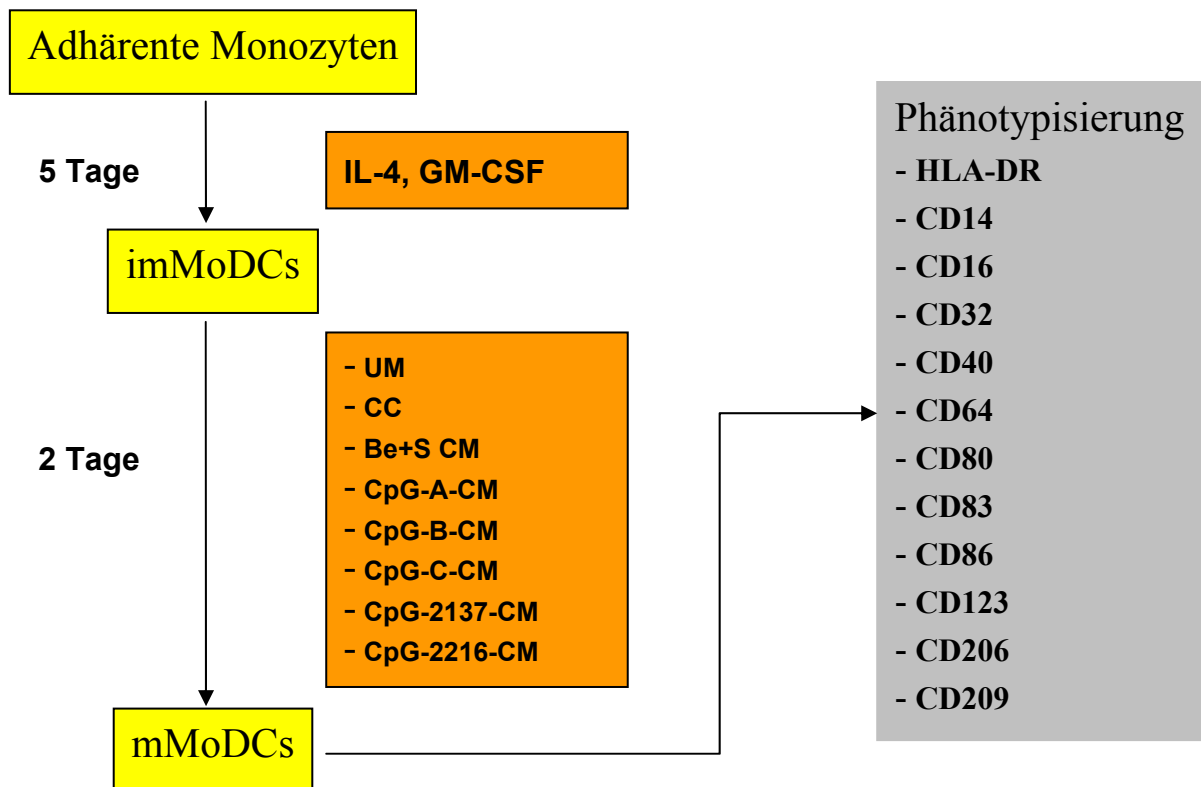 Adhärente Monozyten
5 Tage
IL-4, GM-CSF
imMoDCs
2 Tage
- UM
- CC
- Be+S CM
- CpG-A-CM
- CpG-B-CM
- CpG-C-CM
- CpG-2137-CM
- CpG-2216-CM
mMoDCs
Phänotypisierung
- HLA-DR
- CD14
- CD16
- CD32
- CD40
- CD64
- CD80
- CD83
- CD86
- CD123
- CD206
- CD209